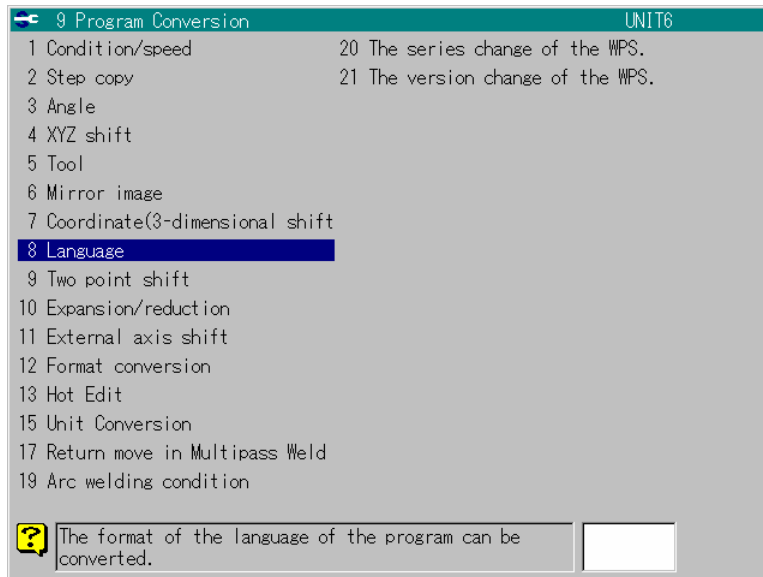 9 Program Conversion UNIT6
1 Condition/speed
2 Step copy
3 Angle
4 XYZ shift
5 Tool
6 Mirror image
7 Coordinate(3-dimensional shift
8 Language
9 Two point shift
10 Expansion/reduction
11 External axis shift
12 Format conversion
13 Hot Edit
15 Unit Conversion
17 Return move in Multipass Weld
19 Arc welding condition
20 The series change of the WPS.
21 The version change of the WPS.
?
The format of the language of the program can be
converted.